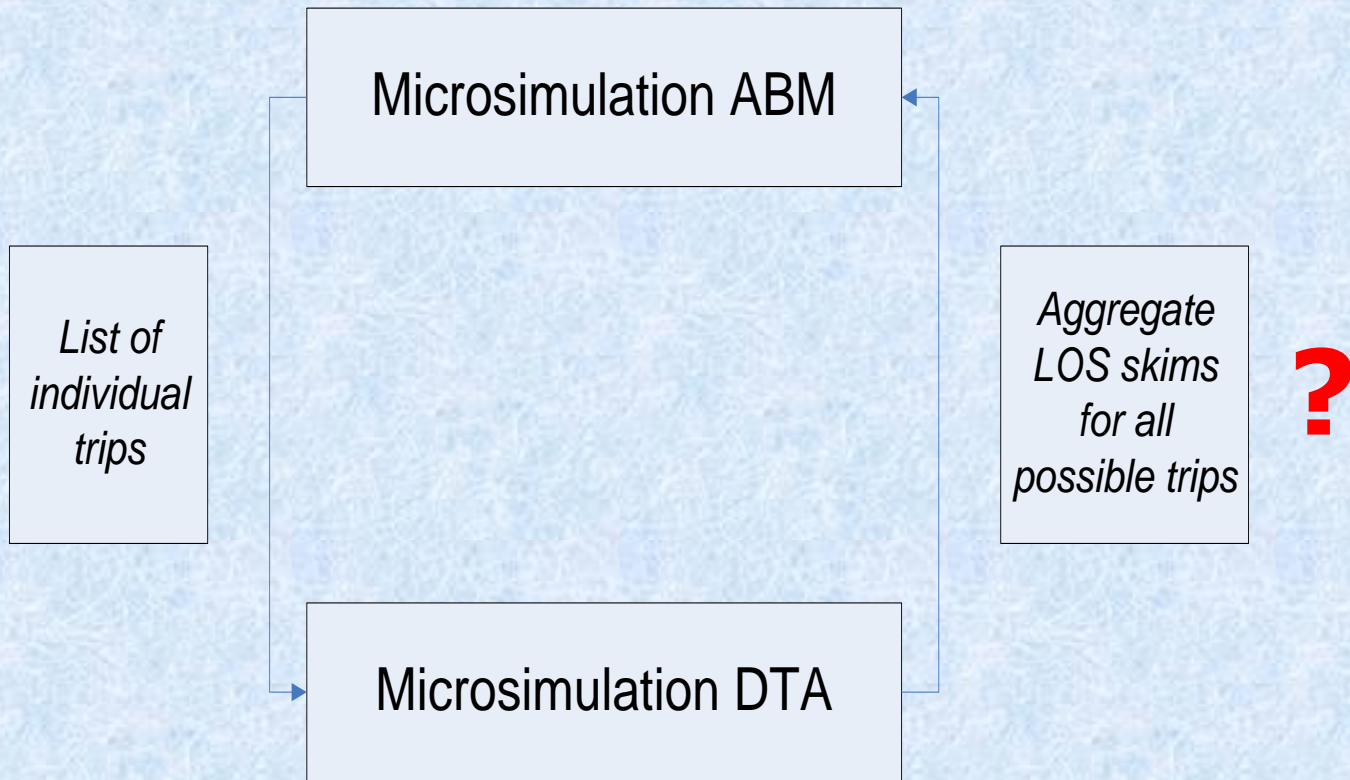 Microsimulation ABM
List of
individual
trips
Aggregate
LOS skims
for all
possible trips
?
Microsimulation DTA